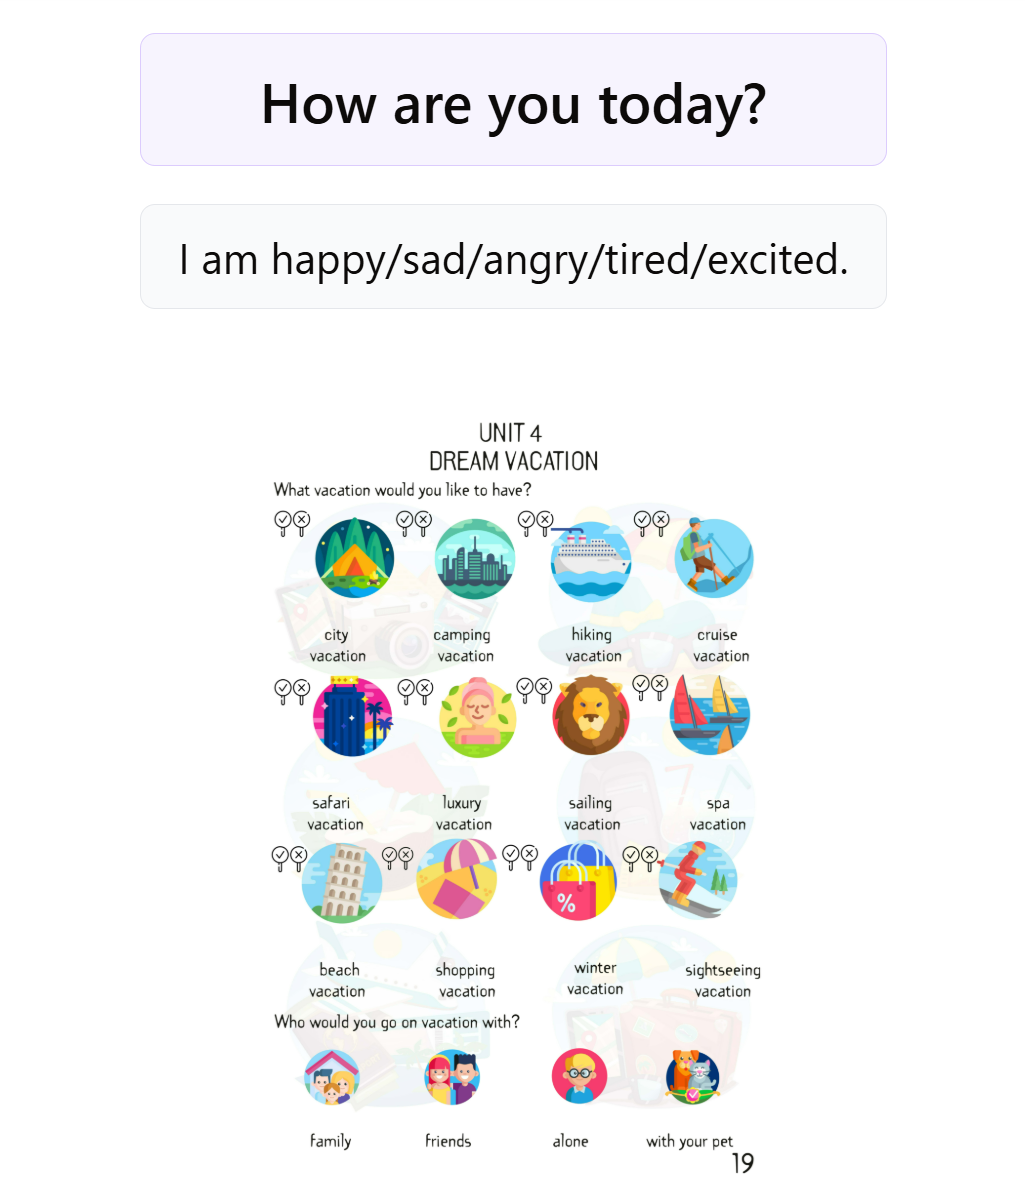 How are you today?
I am happy/sad/angry/tired/excited.
UNIT 4
DREAM VACATION
What vacation would you like to have?
city vacation
camping vacation
hiking vacation
cruise vacation
safari vacation
luxury vacation
sailing vacation
spa vacation
%
beach vacation
shopping vacation
winter vacation
sightseeing vacation
Who would you go on vacation with?
family
friends
alone
with your pet
19